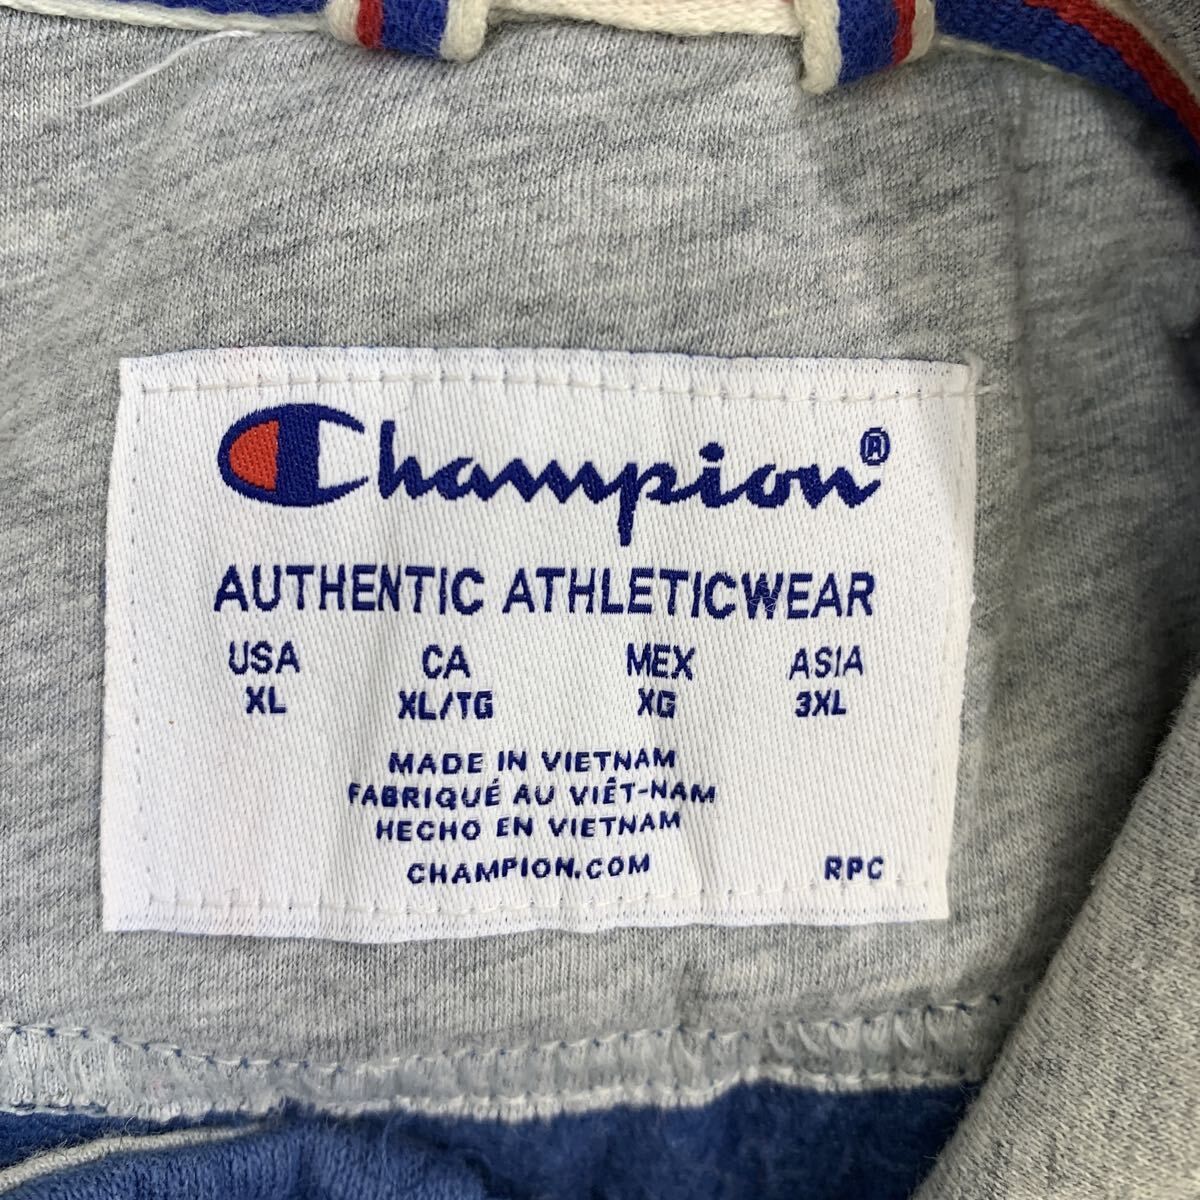 Champion®
AUTHENTIC ATHLETICWEAR
USA CA MEX ASIA
XL XL/TG XG 3XL
MADE IN VIETNAM
FABRIQUÉ AU VIÊT-NAM
HECHO EN VIETNAM
CHAMPION.COM RPC